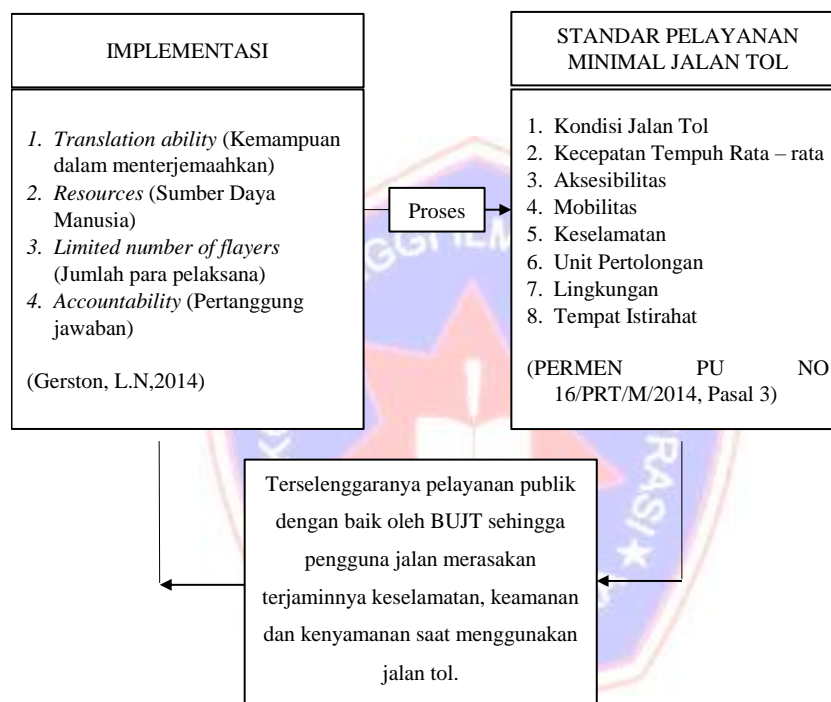 IMPLEMENTASI
1. Translation ability (Kemampuan
dalam menterjemaahkan)
2. Resources (Sumber Daya
Manusia)
3. Limited number of flayers
(Jumlah para pelaksana)
4. Accountability (Pertanggung
jawaban)
(Gerston, L.N,2014)
Proses
STANDAR PELAYANAN
MINIMAL JALAN TOL
1. Kondisi Jalan Tol
2. Kecepatan Tempuh Rata – rata
3. Aksesibilitas
4. Mobilitas
5. Keselamatan
6. Unit Pertolongan
7. Lingkungan
8. Tempat Istirahat
(PERMEN PU NO
16/PRT/M/2014, Pasal 3)
Terselenggaranya pelayanan publik
dengan baik oleh BUJT sehingga
pengguna jalan merasakan
terjaminnya keselamatan, keamanan
dan kenyamanan saat menggunakan
jalan tol.